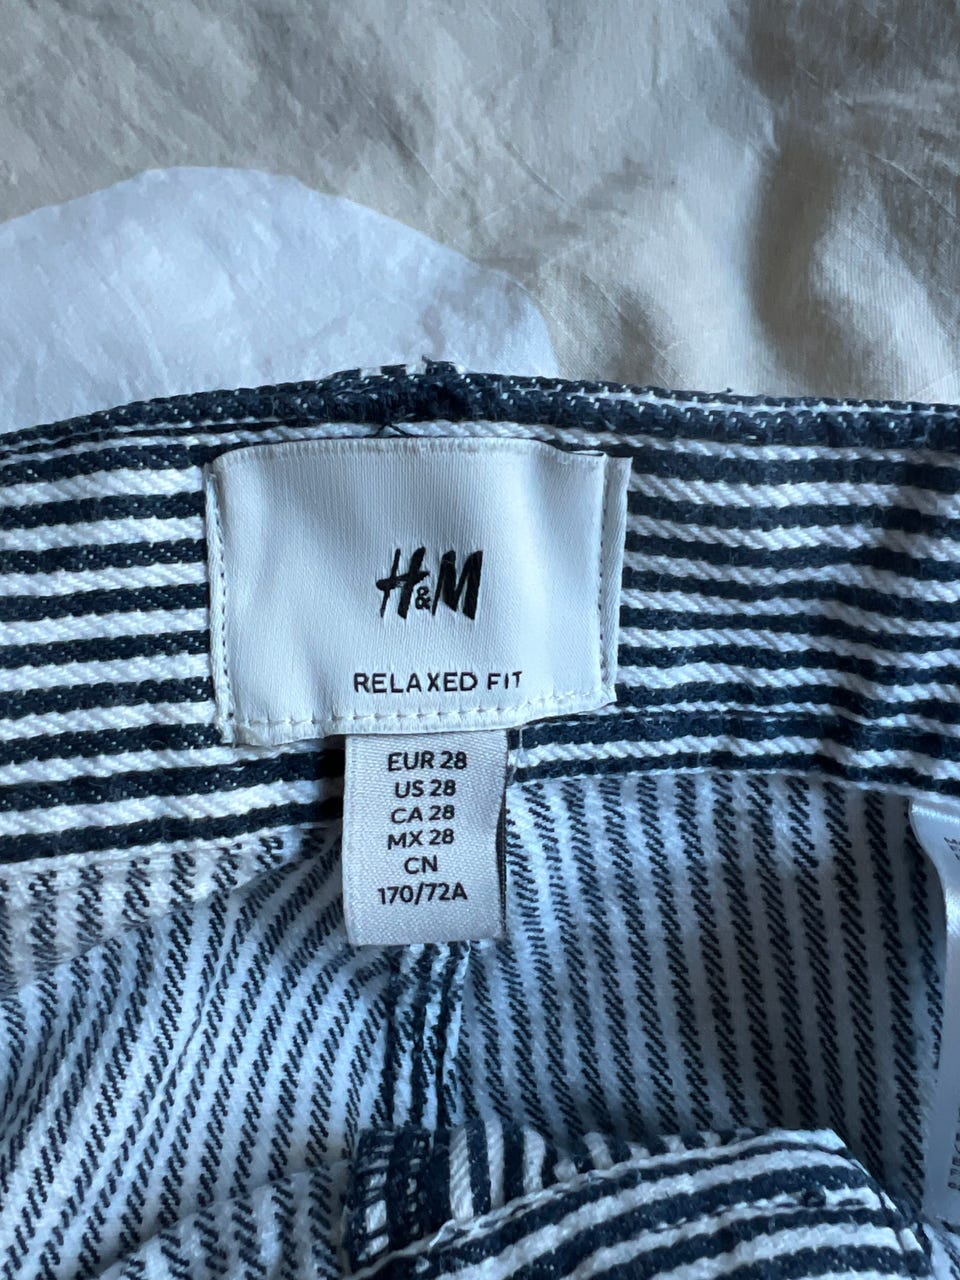 H&M
RELAXED FIT
EUR 28
US 28
CA 28
MX 28
CN
170/72A